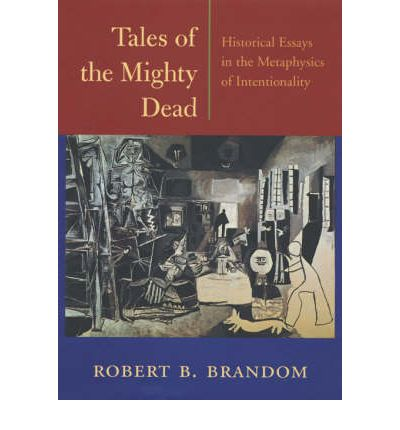 Tales of
the Mighty
Dead
Historical Essays
in the Metaphysics
of Intentionality
ROBERT B. BRANDOM